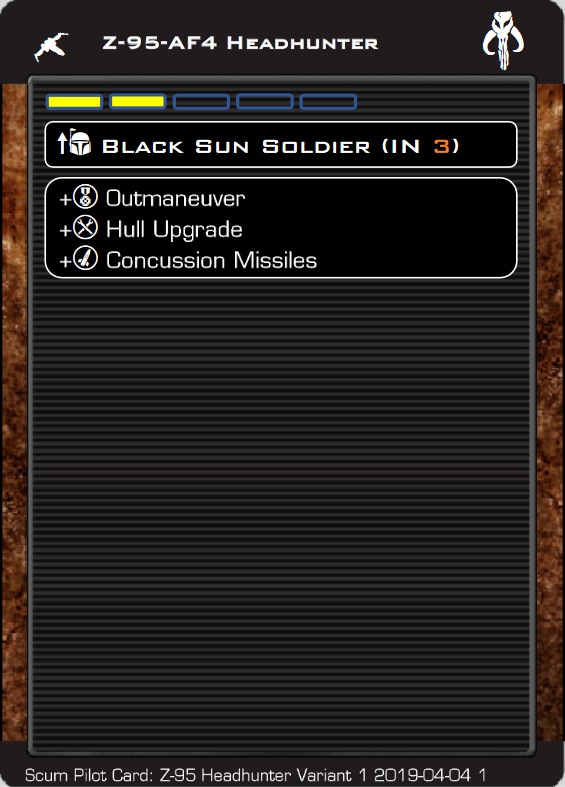 Z-95-AF4 Headhunter
Black Sun Soldier (IN 3)
+ Outmaneuver
+ Hull Upgrade
+ Concussion Missiles
Scum Pilot Card: Z-95 Headhunter Variant 1 2019-04-04 1